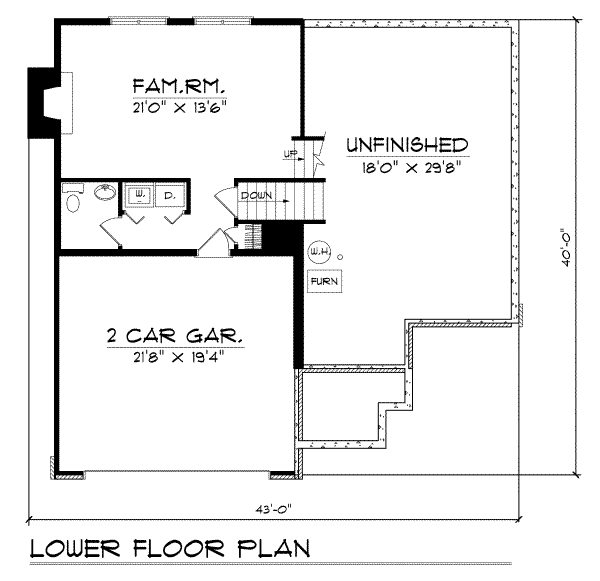 FAM.RM.
21'0" X 13'6"
UNFINISHED
18'0" X 29'8"
UP
W.
D.
DOWN
W.H.
FURN
2 CAR GAR.
21'8" X 19'4"
40'-0"
43'-0"
LOWER FLOOR PLAN